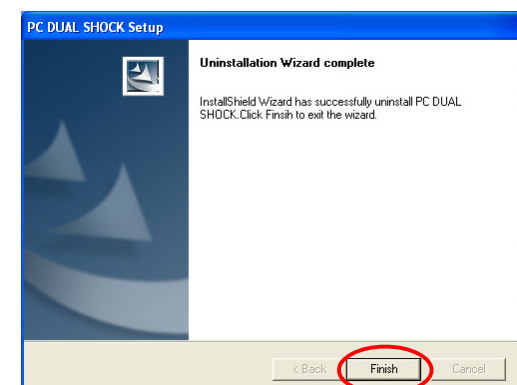 PC DUAL SHOCK Setup
Uninstallation Wizard complete
InstallShield Wizard has successfully uninstall PC DUAL
SHOCK.Click Finsih to exit the wizard.
< Back Finish Cancel